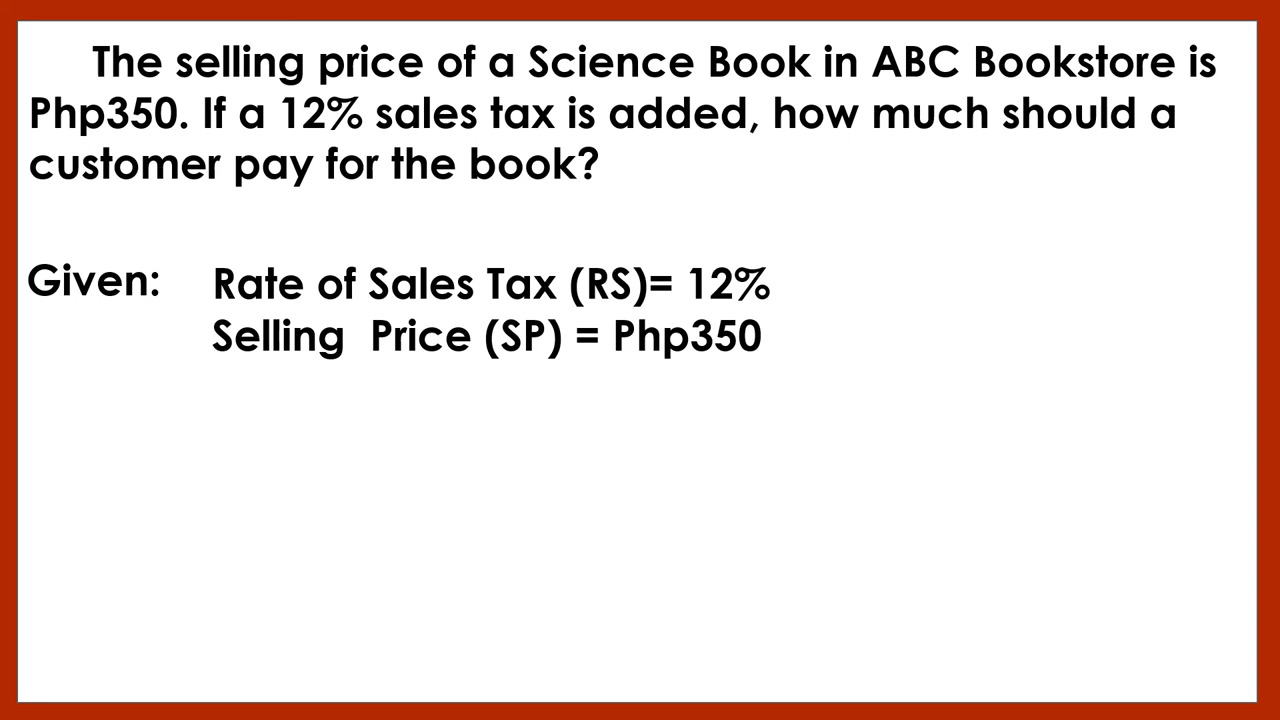 The selling price of a Science Book in ABC Bookstore is
Php350. If a 12% sales tax is added, how much should a
customer pay for the book?
Given: Rate of Sales Tax (RS)= 12%
Selling Price (SP) = Php350